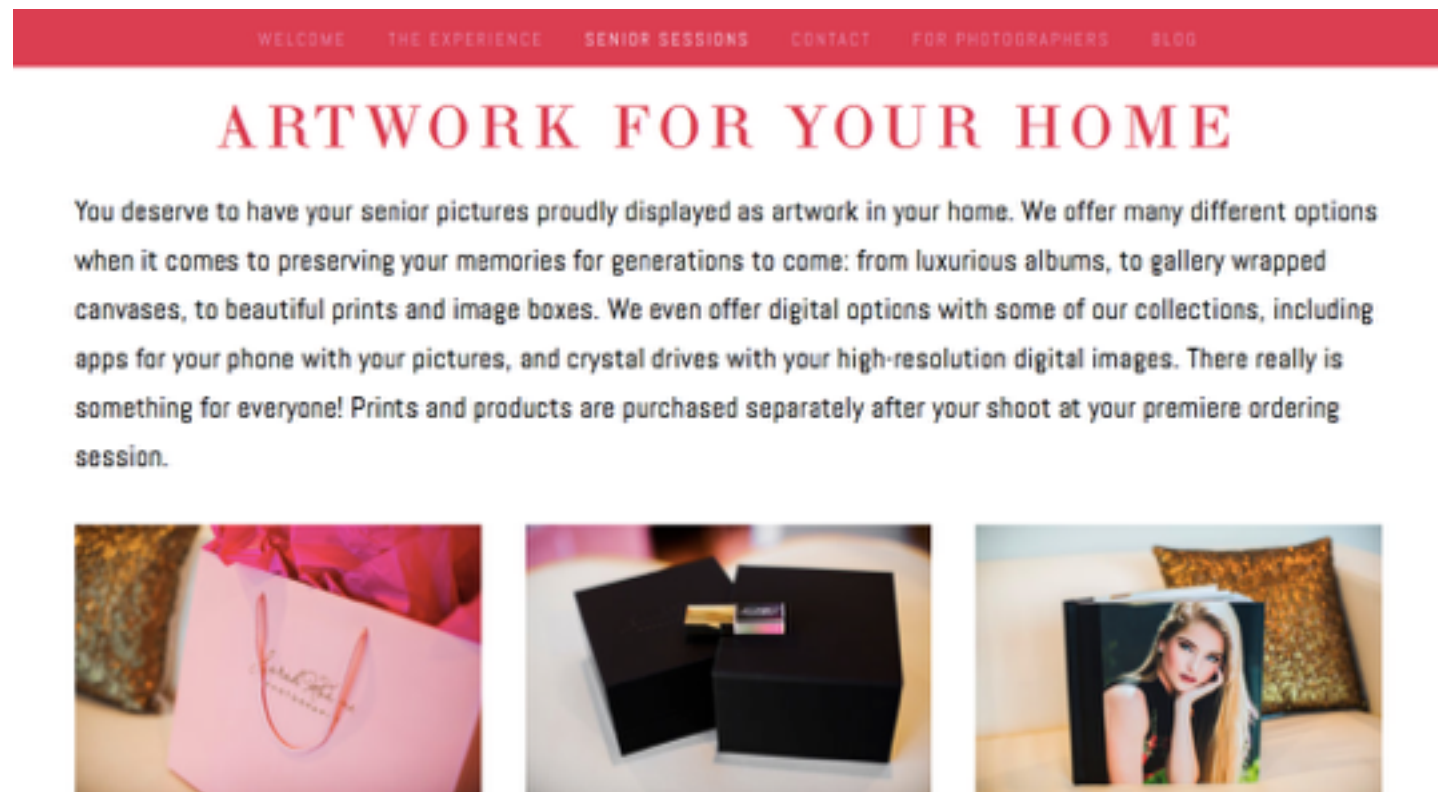 WELCOME THE EXPERIENCE SENIOR SESSIONS CONTACT FOR PHOTOGRAPHERS BLOG
ARTWORK FOR YOUR HOME
You deserve to have your senior pictures proudly displayed as artwork in your home. We offer many different options
when it comes to preserving your memories for generations to come: from luxurious albums, to gallery wrapped
canvases, to beautiful prints and image boxes. We even offer digital options with some of our collections, including
apps for your phone with your pictures, and crystal drives with your high-resolution digital images. There really is
something for everyone! Prints and products are purchased separately after your shoot at your premiere ordering
session.
Sarah